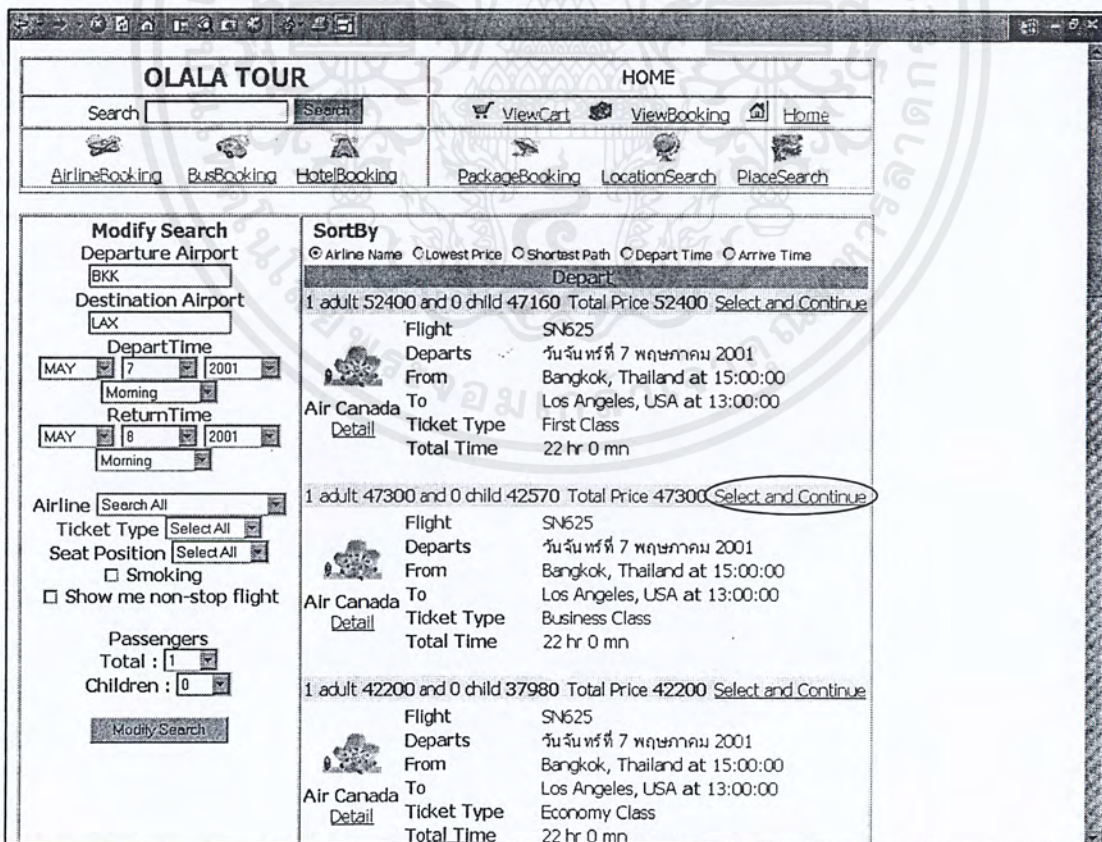 OLALA TOUR
HOME
Search Search
ViewCart ViewBooking Home
AirlineBooking BusBooking HotelBooking PackageBooking LocationSearch PlaceSearch
Modify Search
Departure Airport
BKK
Destination Airport
LAX
DepartTime
MAY 7 2001
Morning
ReturnTime
MAY 8 2001
Morning
Airline Search All
Ticket Type Select All
Seat Position Select All
Smoking
Show me non-stop flight
Passengers
Total : 1
Children : 0
Modify Search
SortBy
Airline Name Lowest Price Shortest Path Depart Time Arrive Time
Depart
1 adult 52400 and 0 child 47160 Total Price 52400 Select and Continue
Flight SN625
Departs วันจันทร์ที่ 7 พฤษภาคม 2001
From Bangkok, Thailand at 15:00:00
To Los Angeles, USA at 13:00:00
Air Canada
Detail
Ticket Type First Class
Total Time 22 hr 0 mn
1 adult 47300 and 0 child 42570 Total Price 47300 Select and Continue
Flight SN625
Departs วันจันทร์ที่ 7 พฤษภาคม 2001
From Bangkok, Thailand at 15:00:00
To Los Angeles, USA at 13:00:00
Air Canada
Detail
Ticket Type Business Class
Total Time 22 hr 0 mn
1 adult 42200 and 0 child 37980 Total Price 42200 Select and Continue
Flight SN625
Departs วันจันทร์ที่ 7 พฤษภาคม 2001
From Bangkok, Thailand at 15:00:00
To Los Angeles, USA at 13:00:00
Air Canada
Detail
Ticket Type Economy Class
Total Time 22 hr 0 mn